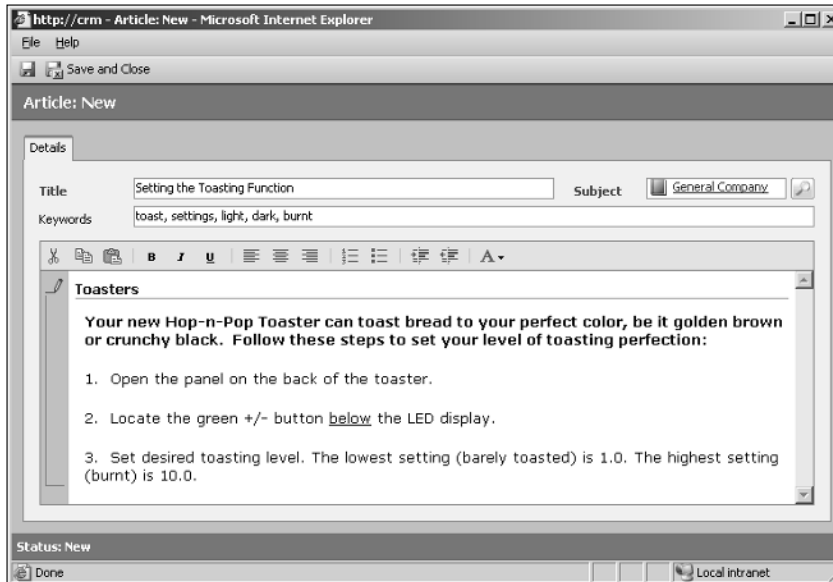 http://crm - Article: New - Microsoft Internet Explorer
File Help
Save and Close
Article: New
Details
Title Setting the Toasting Function Subject General Company
Keywords toast, settings, light, dark, burnt
B I U A
Toasters
Your new Hop-n-Pop Toaster can toast bread to your perfect color, be it golden brown
or crunchy black. Follow these steps to set your level of toasting perfection:
1. Open the panel on the back of the toaster.
2. Locate the green +/- button below the LED display.
3. Set desired toasting level. The lowest setting (barely toasted) is 1.0. The highest setting
(burnt) is 10.0.
Status: New
Done Local intranet